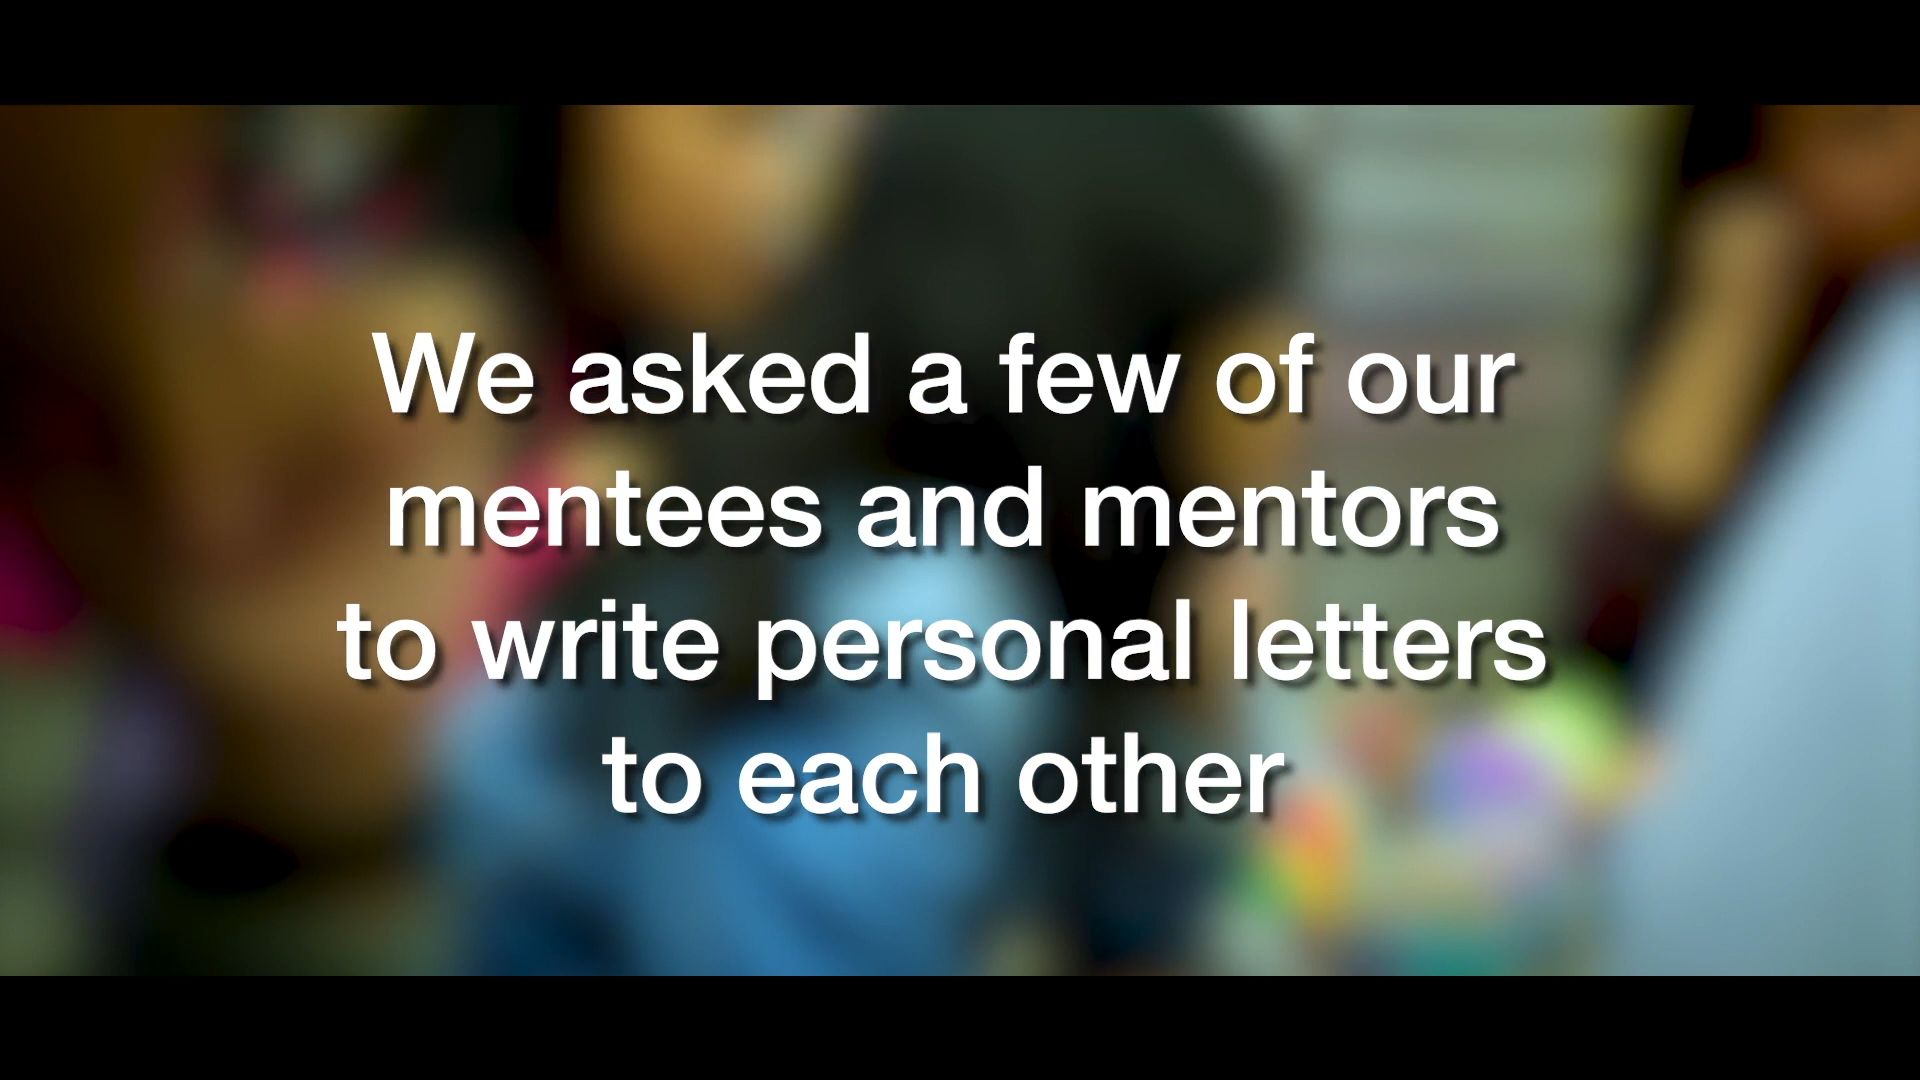 We asked a few of our
mentees and mentors
to write personal letters
to each other